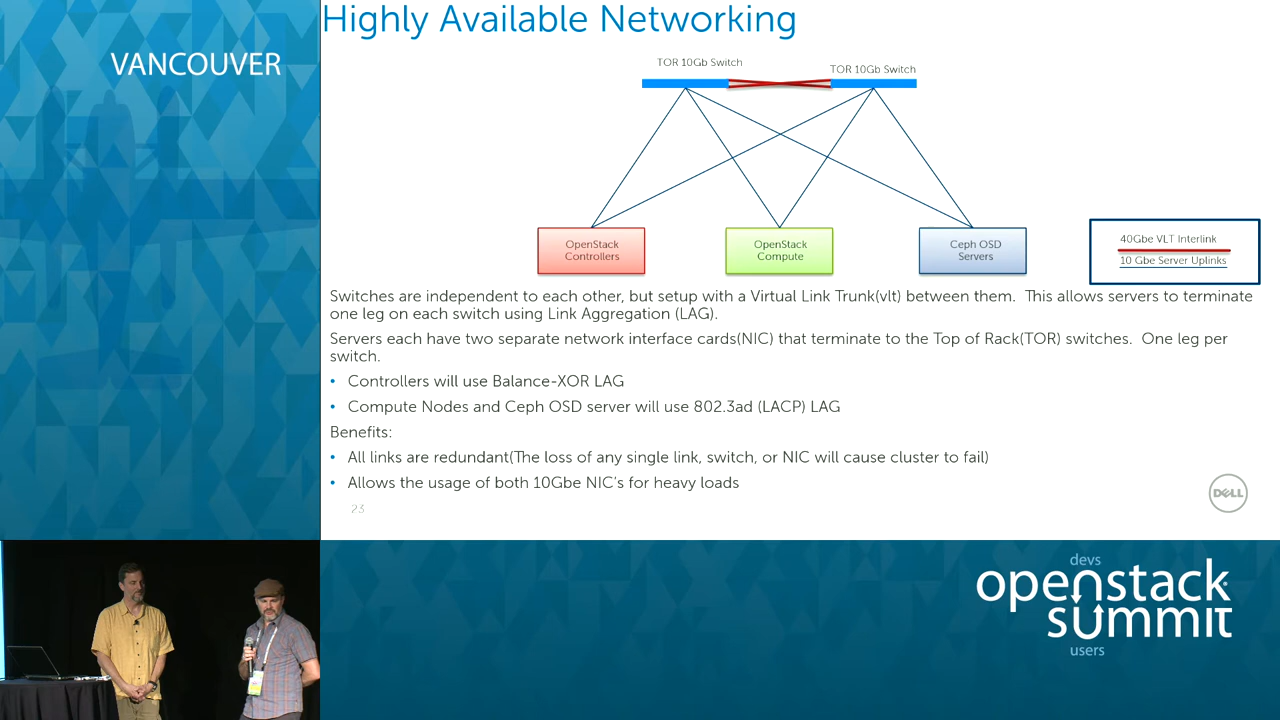 Highly Available Networking
VANCOUVER
TOR 10Gb Switch
TOR 10Gb Switch
OpenStack
Controllers
OpenStack
Compute
Ceph OSD
Servers
40Gbe VLT Interlink
10 Gbe Server Uplinks
Switches are independent to each other, but setup with a Virtual Link Trunk(vlt) between them. This allows servers to terminate
one leg on each switch using Link Aggregation (LAG).
Servers each have two separate network interface cards(NIC) that terminate to the Top of Rack(TOR) switches. One leg per
switch.
• Controllers will use Balance-XOR LAG
• Compute Nodes and Ceph OSD server will use 802.3ad (LACP) LAG
Benefits:
• All links are redundant(The loss of any single link, switch, or NIC will cause cluster to fail)
• Allows the usage of both 10Gbe NIC's for heavy loads
23
DELL
devs
openstack
summit
users